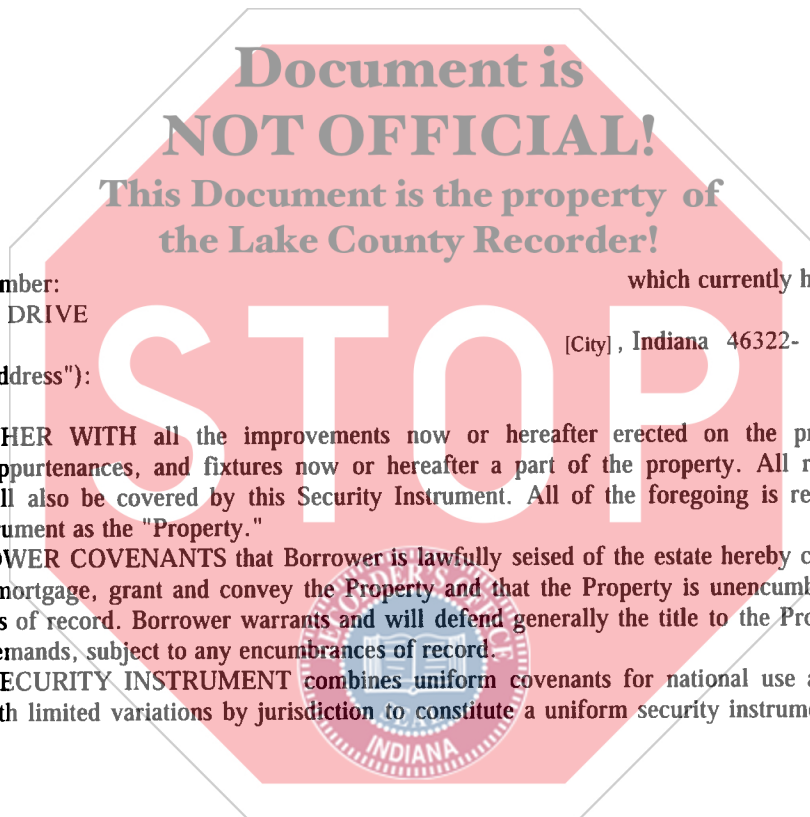 Document is
NOT OFFICIAL!
This Document is the property of
the Lake County Recorder!
mber: which currently h
DRIVE
[City] , Indiana 46322-
ddress"):
STOP
HER WITH all the improvements now or hereafter erected on the pr
ppurtenances, and fixtures now or hereafter a part of the property. All r
ll also be covered by this Security Instrument. All of the foregoing is re
rument as the "Property."
OWER COVENANTS that Borrower is lawfully seised of the estate hereby c
mortgage, grant and convey the Property and that the Property is unencumb
s of record. Borrower warrants and will defend generally the title to the Pro
emands, subject to any encumbrances of record.
ECURITY INSTRUMENT combines uniform covenants for national use a
th limited variations by jurisdiction to constitute a uniform security instrume
RECORDER'S OFFICE
SEAL
INDIANA